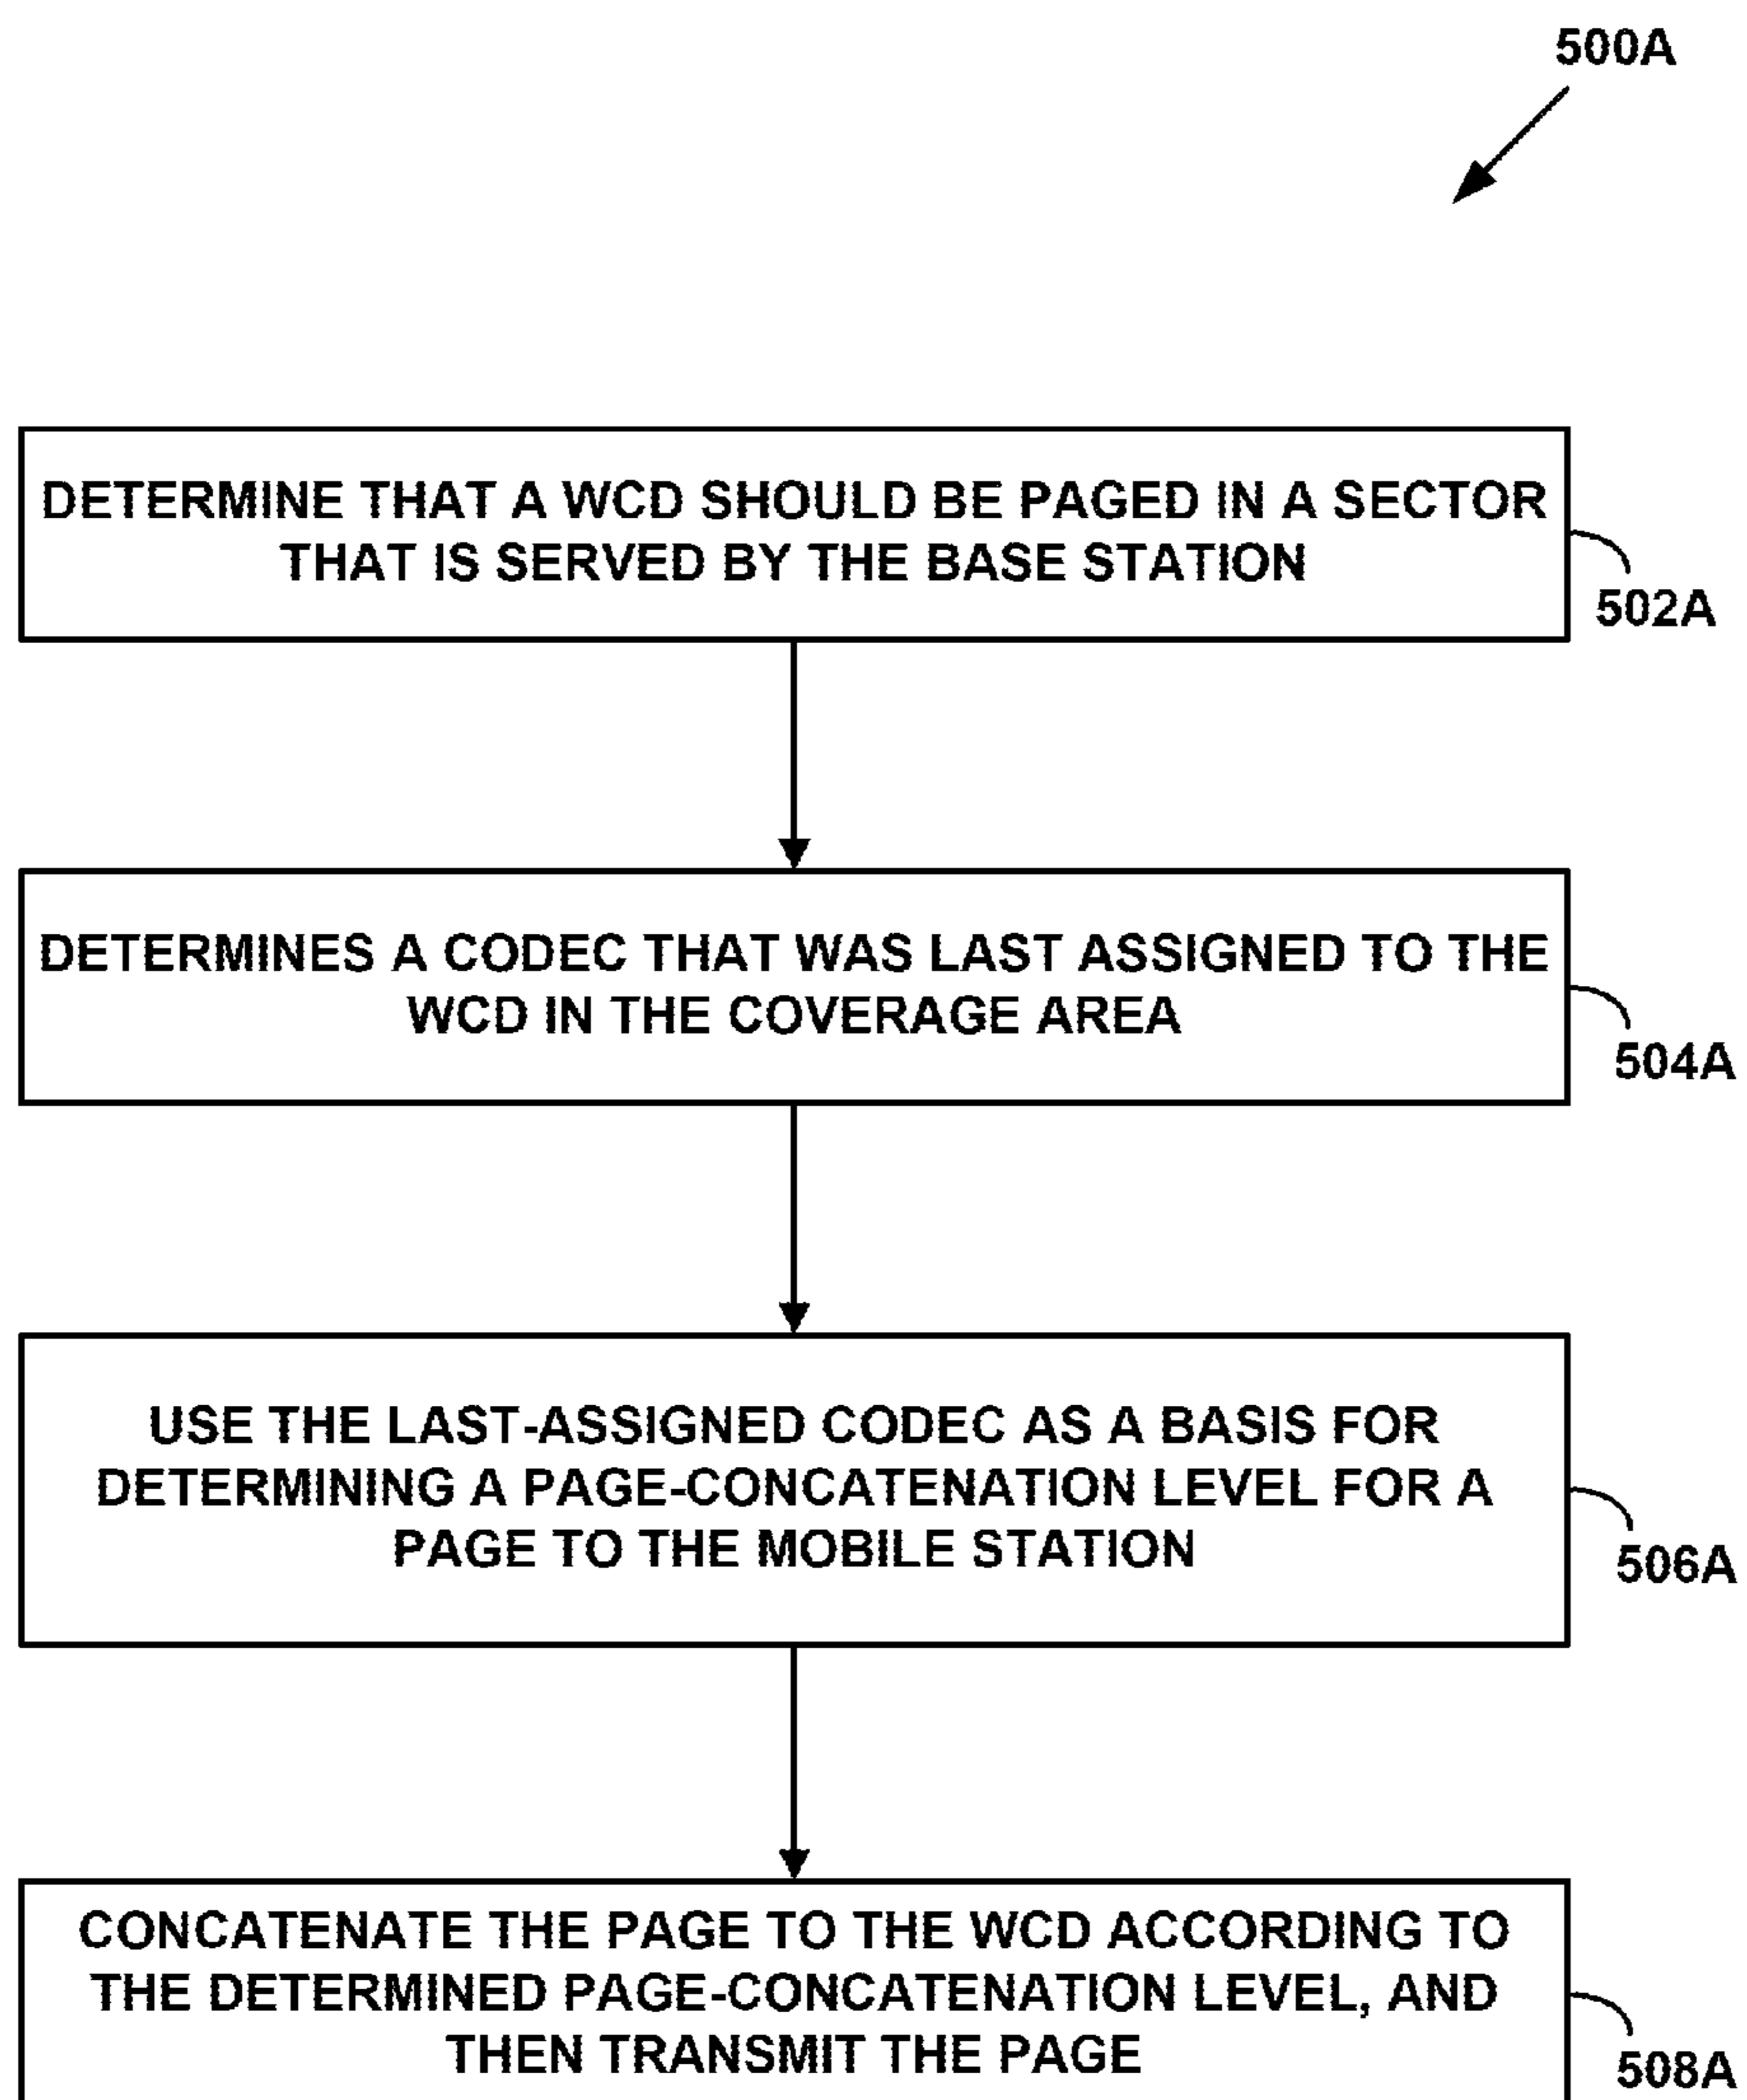 500A
DETERMINE THAT A WCD SHOULD BE PAGED IN A SECTOR
THAT IS SERVED BY THE BASE STATION
502A
DETERMINES A CODEC THAT WAS LAST ASSIGNED TO THE
WCD IN THE COVERAGE AREA
504A
USE THE LAST-ASSIGNED CODEC AS A BASIS FOR
DETERMINING A PAGE-CONCATENATION LEVEL FOR A
PAGE TO THE MOBILE STATION
506A
CONCATENATE THE PAGE TO THE WCD ACCORDING TO
THE DETERMINED PAGE-CONCATENATION LEVEL, AND
THEN TRANSMIT THE PAGE
508A